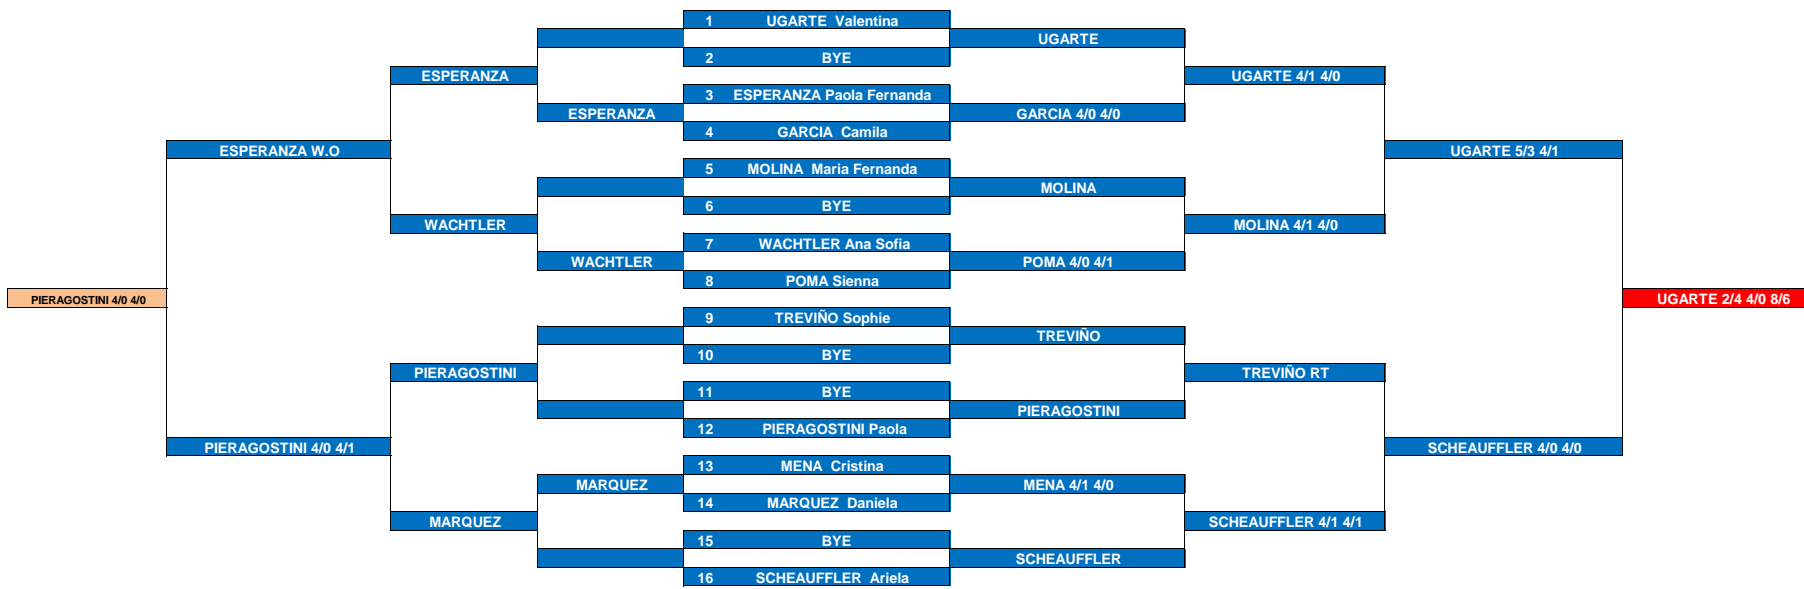 1 UGARTE Valentina
UGARTE
2 BYE
ESPERANZA
UGARTE 4/1 4/0
3 ESPERANZA Paola Fernanda
ESPERANZA
GARCIA 4/0 4/0
4 GARCIA Camila
ESPERANZA W.O
UGARTE 5/3 4/1
5 MOLINA Maria Fernanda
MOLINA
6 BYE
WACHTLER
MOLINA 4/1 4/0
7 WACHTLER Ana Sofia
WACHTLER
POMA 4/0 4/1
8 POMA Sienna
PIERAGOSTINI 4/0 4/0
UGARTE 2/4 4/0 8/6
9 TREVIÑO Sophie
TREVIÑO
10 BYE
PIERAGOSTINI
TREVIÑO RT
11 BYE
PIERAGOSTINI
12 PIERAGOSTINI Paola
PIERAGOSTINI 4/0 4/1
SCHEAUFFLER 4/0 4/0
13 MENA Cristina
MARQUEZ
MENA 4/1 4/0
14 MARQUEZ Daniela
MARQUEZ
SCHEAUFFLER 4/1 4/1
15 BYE
SCHEAUFFLER
16 SCHEAUFFLER Ariela